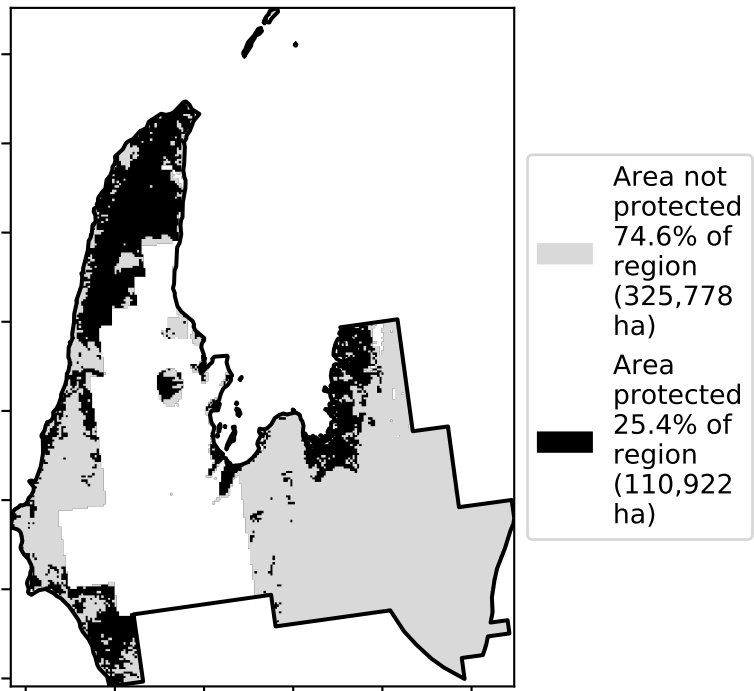 Area not
protected
74.6% of
region
(325,778
ha)
Area
protected
25.4% of
region
(110,922
ha)